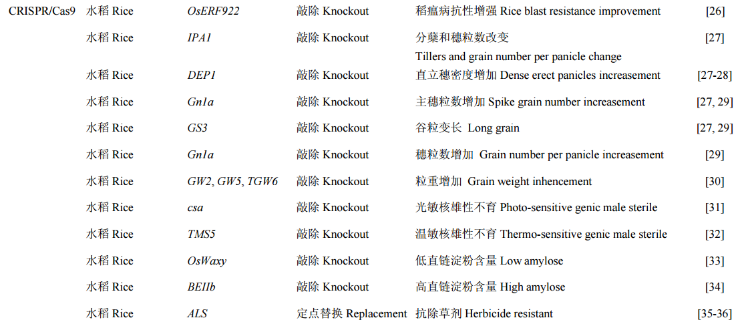 CRISPR/Cas9 水稻 Rice OsERF922 敲除 Knockout 稻瘟病抗性增强 Rice blast resistance improvement [26]
水稻 Rice IPA1 敲除 Knockout 分蘖和穗粒数改变 [27]
Tillers and grain number per panicle change
水稻 Rice DEP1 敲除 Knockout 直立穗密度增加 Dense erect panicles increasement [27-28]
水稻 Rice Gn1a 敲除 Knockout 主穗粒数增加 Spike grain number increasement [27, 29]
水稻 Rice GS3 敲除 Knockout 谷粒变长 Long grain [27, 29]
水稻 Rice Gn1a 敲除 Knockout 穗粒数增加 Grain number per panicle increasement [29]
水稻 Rice GW2, GW5, TGW6 敲除 Knockout 粒重增加 Grain weight inhencement [30]
水稻 Rice csa 敲除 Knockout 光敏核雄性不育 Photo-sensitive genic male sterile [31]
水稻 Rice TMS5 敲除 Knockout 温敏核雄性不育 Thermo-sensitive genic male sterile [32]
水稻 Rice OsWaxy 敲除 Knockout 低直链淀粉含量 Low amylose [33]
水稻 Rice BEIIb 敲除 Knockout 高直链淀粉含量 High amylose [34]
水稻 Rice ALS 定点替换 Replacement 抗除草剂 Herbicide resistant [35-36]